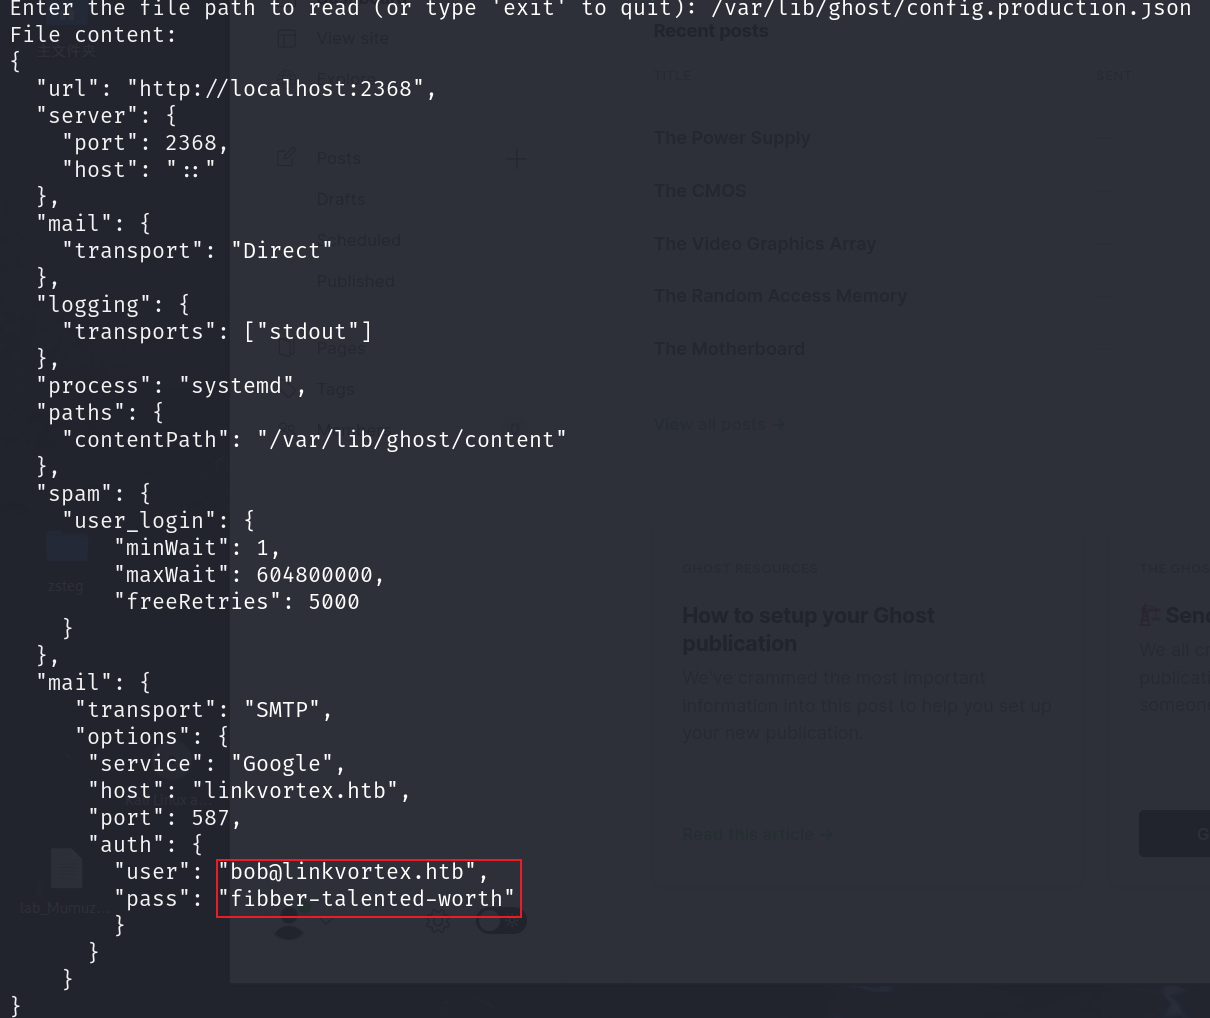 Enter the file path to read (or type 'exit' to quit): /var/lib/ghost/config.production.json
File content:
{
  "url": "http://localhost:2368",
  "server": {
    "port": 2368,
    "host": "::"
  },
  "mail": {
    "transport": "Direct"
  },
  "logging": {
    "transports": ["stdout"]
  },
  "process": "systemd",
  "paths": {
    "contentPath": "/var/lib/ghost/content"
  },
  "spam": {
    "user_login": {
        "minWait": 1,
        "maxWait": 604800000,
        "freeRetries": 5000
    }
  },
  "mail": {
     "transport": "SMTP",
     "options": {
      "service": "Google",
      "host": "linkvortex.htb",
      "port": 587,
      "auth": {
        "user": "bob@linkvortex.htb",
        "pass": "fibber-talented-worth"
        }
      }
    }
}
主文件夹
zsteg
lab_Mumuz...
View site
Posts
Drafts
Scheduled
Published
Pages
Tags
Recent posts
TITLE
SENT
The Power Supply
The CMOS
The Video Graphics Array
The Random Access Memory
The Motherboard
View all posts →
GHOST RESOURCES
How to setup your Ghost
publication
We've crammed the most important
information into this post to help you set up
your new publication.
Read this article →